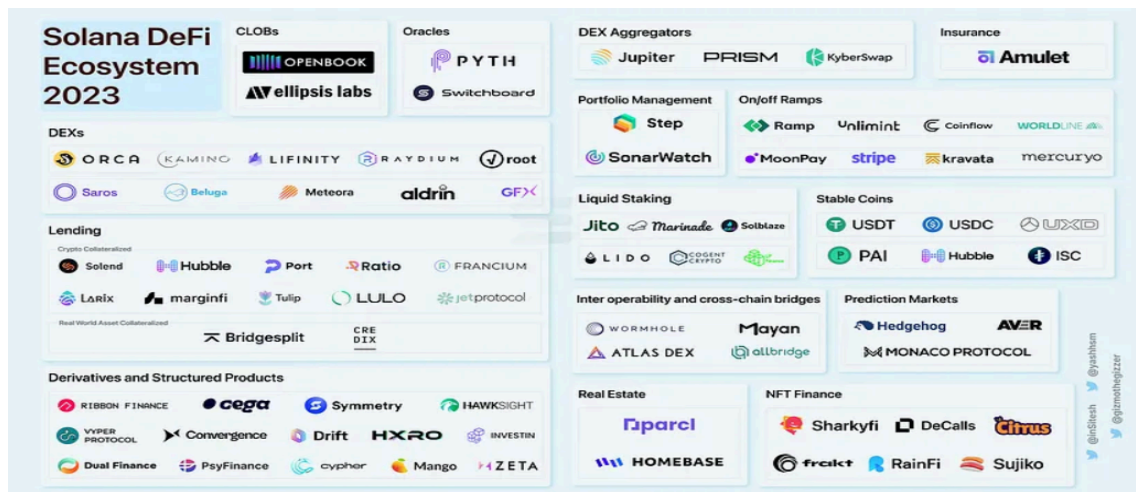 Solana DeFi
Ecosystem
2023
CLOBs
OPENBOOK
ellipsis labs
Oracles
PYTH
Switchboard
DEXs
ORCA KAMINO LIFINITY RAYDIUM root
Saros Beluga Meteora aldrin GFX
Lending
Crypto Collateralized
Solend Hubble Port Ratio FRANCIUM
LARIX marginfi Tulip LULO jetprotocol
Real World Asset Collateralized
Bridgesplit CRE
DIX
Derivatives and Structured Products
RIBBON FINANCE cega Symmetry HAWKSIGHT
VYPER
PROTOCOL Convergence Drift HXRO INVESTIN
Dual Finance PsyFinance cypher Mango ZETA
DEX Aggregators
Jupiter PRISM KyberSwap
Insurance
Amulet
Portfolio Management
Step
SonarWatch
On/off Ramps
Ramp Unlimint Coinflow WORLDLINE
MoonPay stripe kravata mercuryo
Liquid Staking
Jito Marinade Solblaze
LIDO COGENT
CRYPTO
Stable Coins
USDT USDC UXD
PAI Hubble ISC
Inter operability and cross-chain bridges
WORMHOLE Mayan
ATLAS DEX allbridge
Prediction Markets
Hedgehog AVER
MONACO PROTOCOL
Real Estate
parcl
HOMEBASE
NFT Finance
Sharkyfi DeCalls Citrus
frakt RainFi Sujiko
@inSitesh @yashhsm
@gizmothegizzer